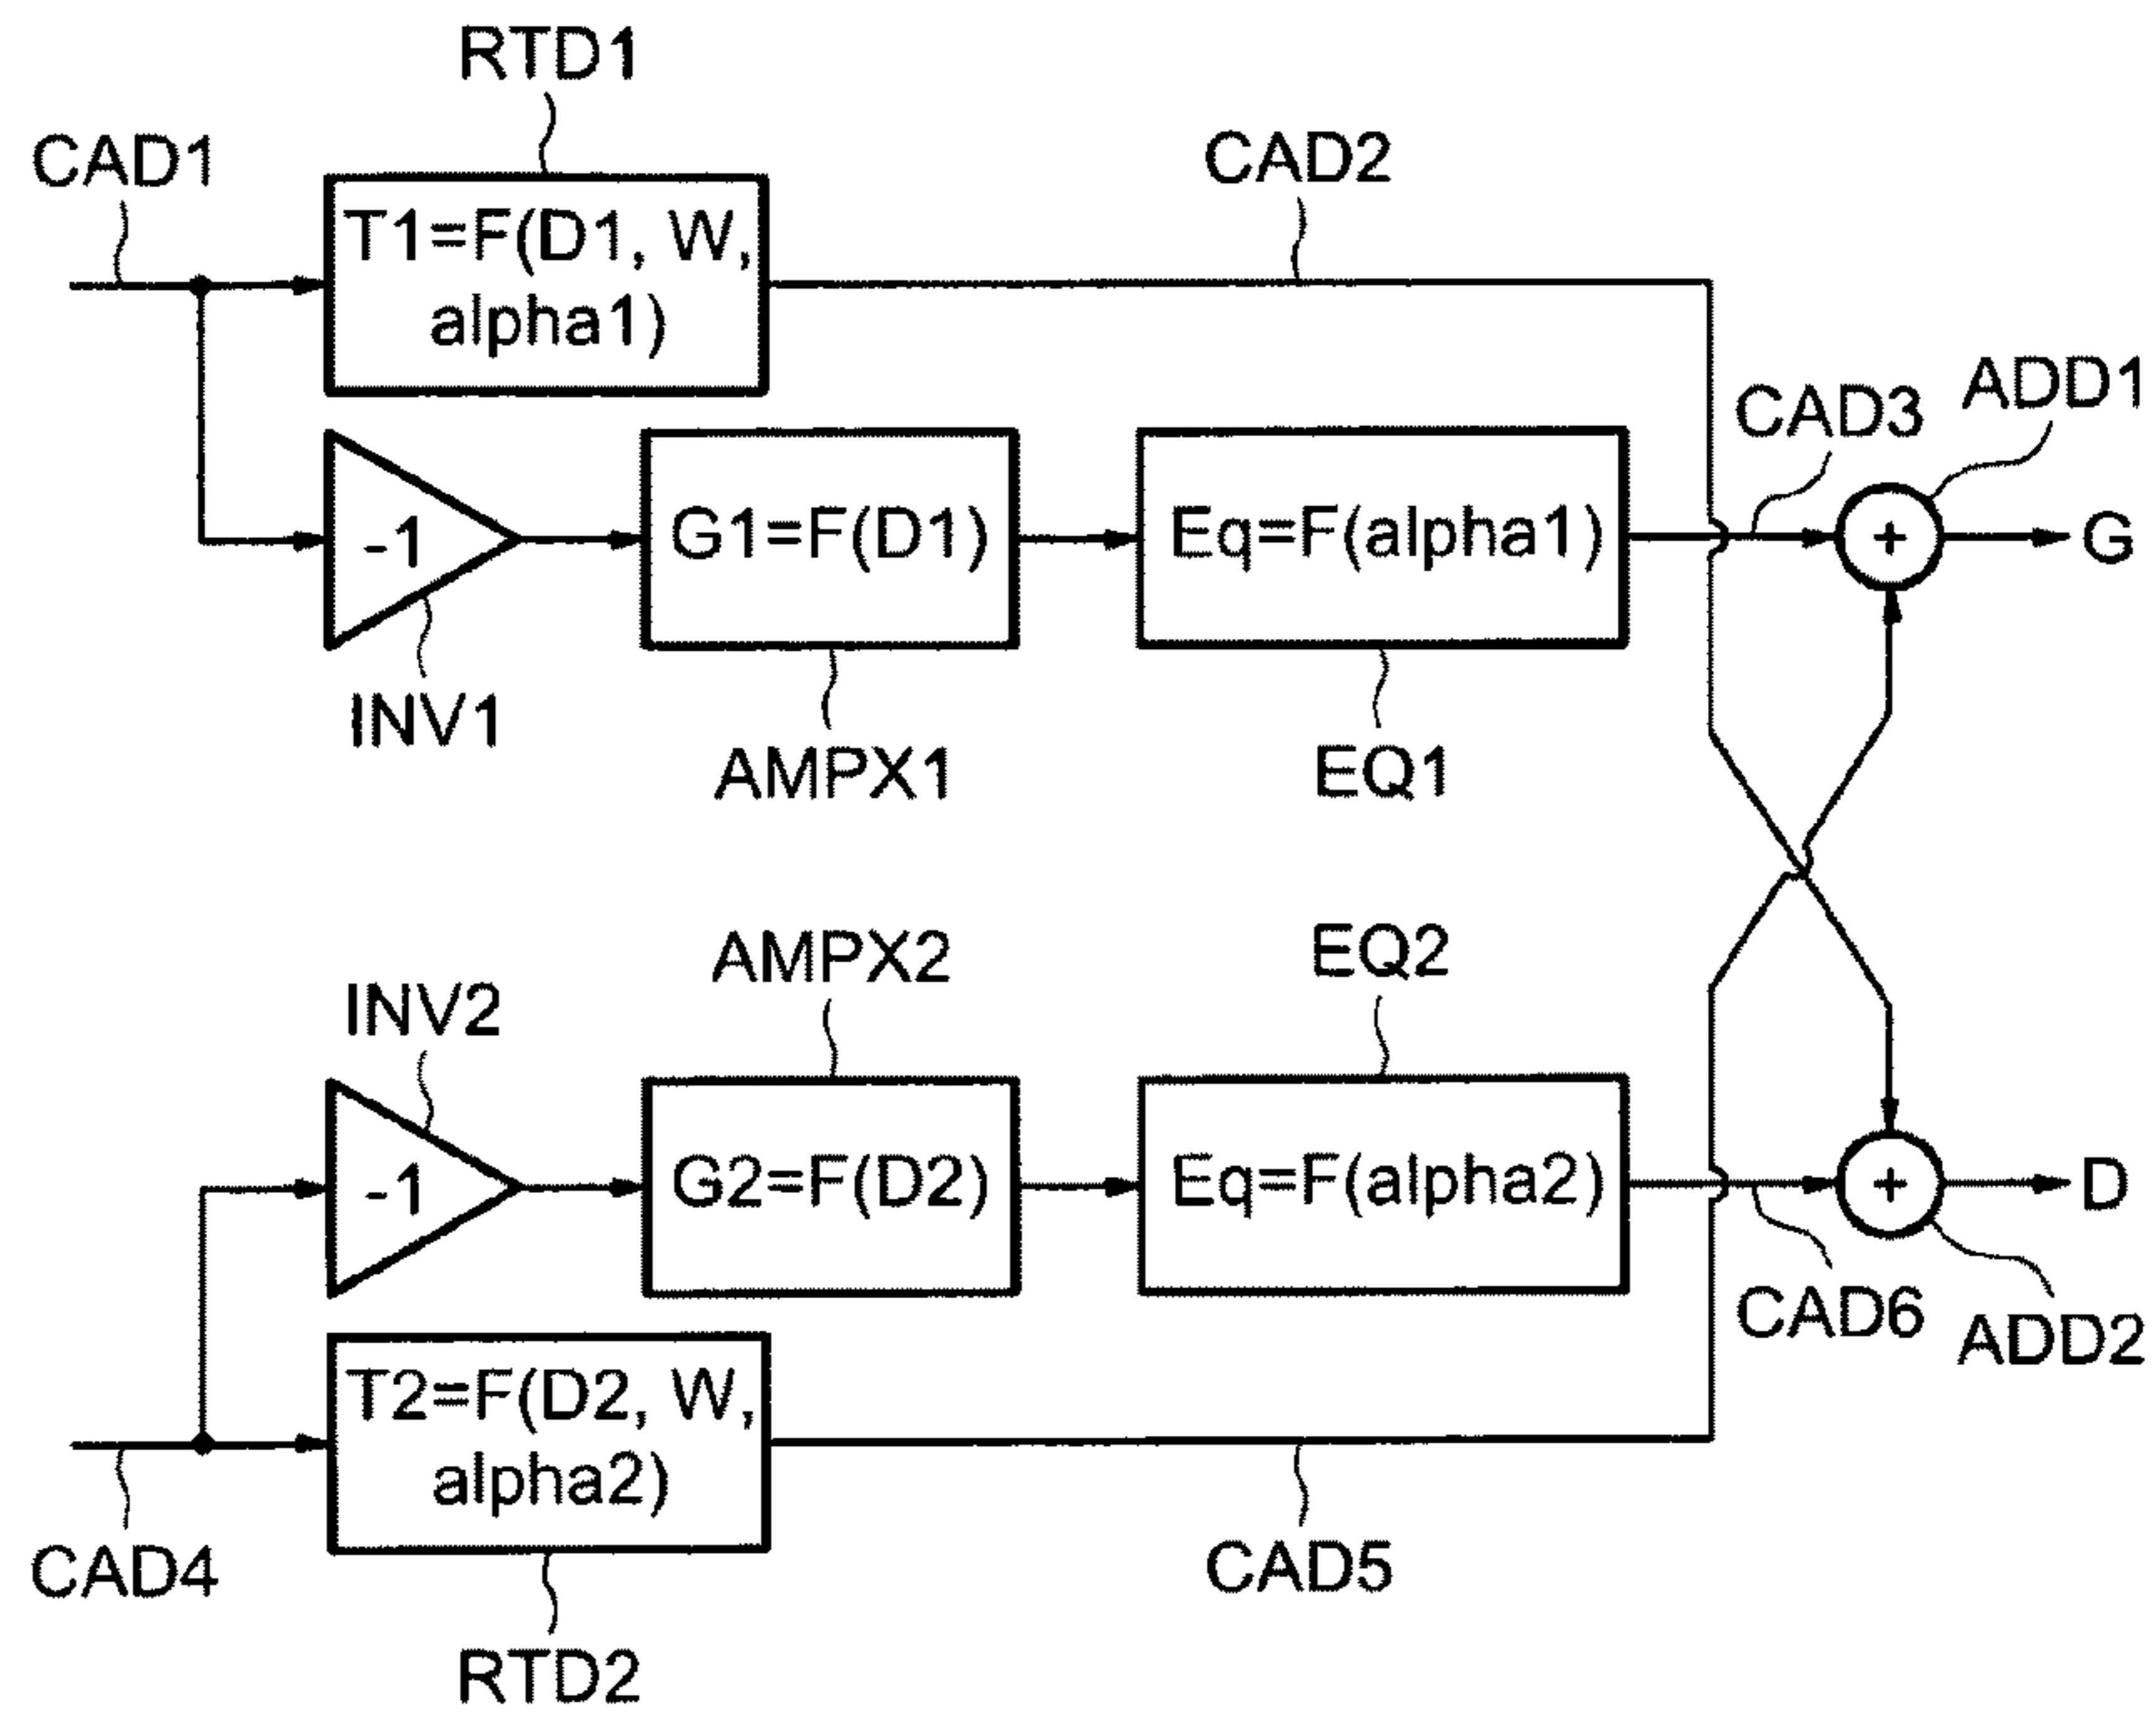 RTD1
CAD1
CAD2
T1=F(D1, W,
alpha1)
ADD1
CAD3
-1
G1=F(D1)
Eq=F(alpha1)
+
G
INV1
AMPX1
EQ1
AMPX2
EQ2
INV2
-1
G2=F(D2)
Eq=F(alpha2)
+
D
CAD6
ADD2
T2=F(D2, W,
alpha2)
CAD4
CAD5
RTD2